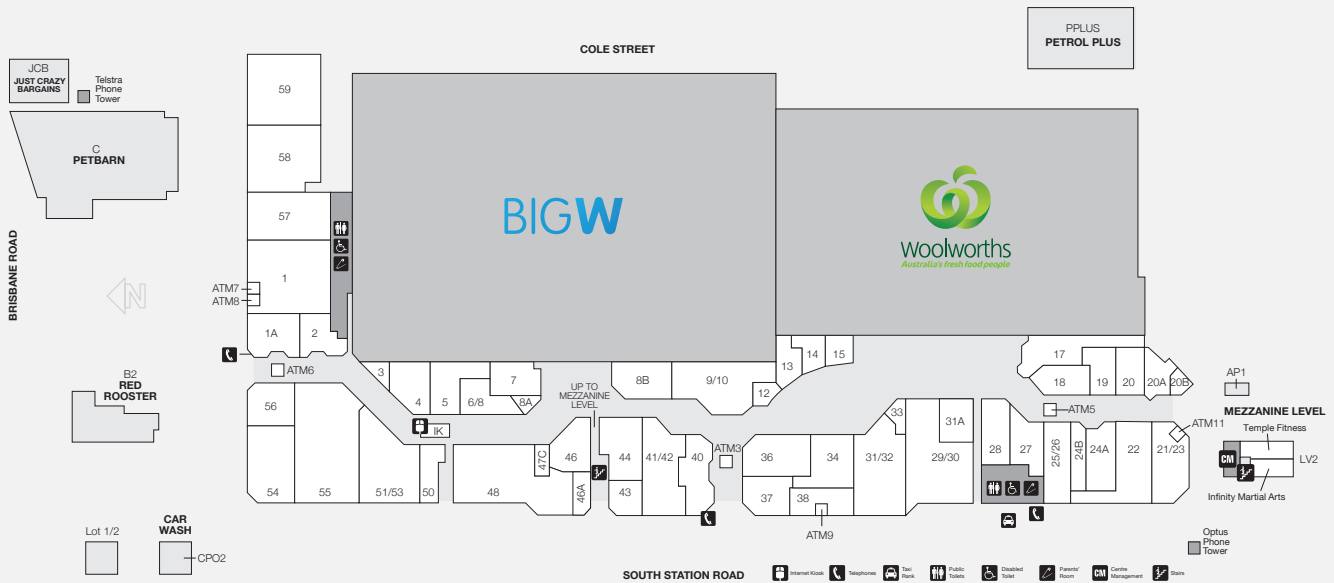 COLE STREET
PPLUS
PETROL PLUS
JCB
JUST CRAZY
BARGAINS
Telstra
Phone
Tower
C
PETBARN
BRISBANE ROAD
N
B2
RED
ROOSTER
Lot 1/2
CAR
WASH
CPO2
59
58
57
1
ATM7
ATM8
1A
2
ATM6
BIGW
Woolworths
Australia's fresh food people
3
4
5
6/8
7
8A
UP TO
MEZZANINE
LEVEL
8B
9/10
12
13
14
15
17
18
19
20
20A
20B
AP1
IK
56
54
55
51/53
50
48
47C
46
46A
44
43
41/42
40
ATM3
36
37
38
34
ATM9
31/32
33
29/30
31A
28
27
ATM5
25/26
24B
24A
22
21/23
ATM11
MEZZANINE LEVEL
Temple Fitness
CM
LV2
Infinity Martial Arts
Optus
Phone
Tower
SOUTH STATION ROAD
Internet Kiosk
Telephones
Taxi
Rank
Public
Toilets
Disabled
Toilet
Parents'
Room
CM
Centre
Management
Stairs